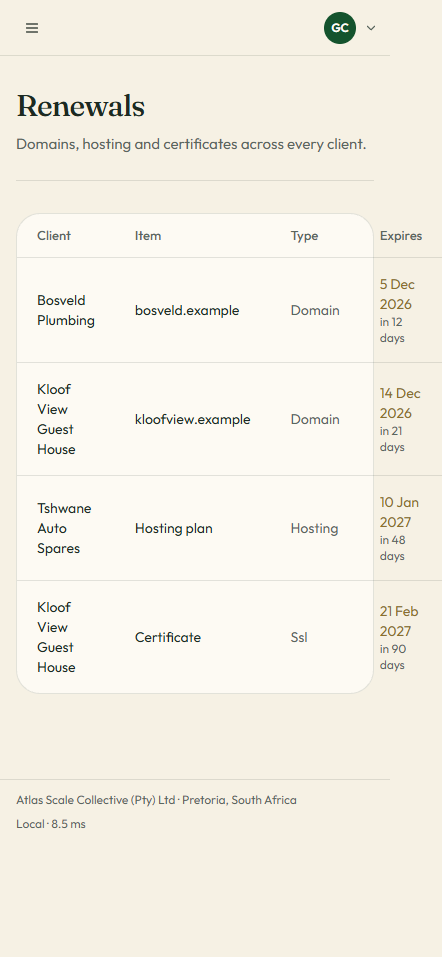 GC
Renewals
Domains, hosting and certificates across every client.
Client Item Type Expires
Bosveld
Plumbing
bosveld.example
Domain
5 Dec
2026
in 12
days
Kloof
View
Guest
House
kloofview.example
Domain
14 Dec
2026
in 21
days
Tshwane
Auto
Spares
Hosting plan
Hosting
10 Jan
2027
in 48
days
Kloof
View
Guest
House
Certificate
Ssl
21 Feb
2027
in 90
days
Atlas Scale Collective (Pty) Ltd · Pretoria, South Africa
Local · 8.5 ms